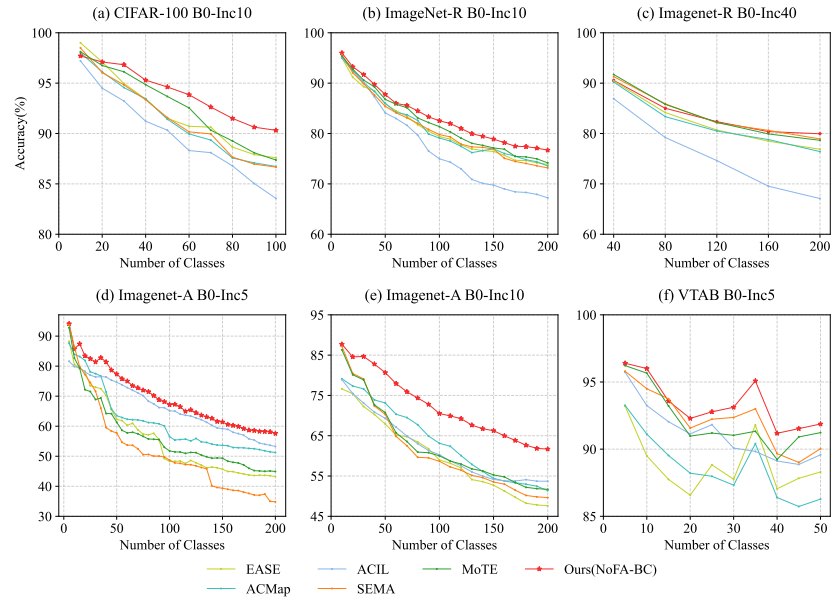 (a) CIFAR-100 B0-Inc10
(b) ImageNet-R B0-Inc10
(c) Imagenet-R B0-Inc40
Accuracy(%)
100
95
90
85
80
0 20 40 60 80 100
Number of Classes
100
90
80
70
60
0 50 100 150 200
Number of Classes
100
90
80
70
60
40 80 120 160 200
Number of Classes
(d) Imagenet-A B0-Inc5
(e) Imagenet-A B0-Inc10
(f) VTAB B0-Inc5
90
80
70
60
50
40
30
0 50 100 150 200
Number of Classes
95
85
75
65
55
45
0 50 100 150 200
Number of Classes
100
95
90
85
0 10 20 30 40 50
Number of Classes
EASE ACIL MoTE Ours(NoFA-BC)
ACMap SEMA